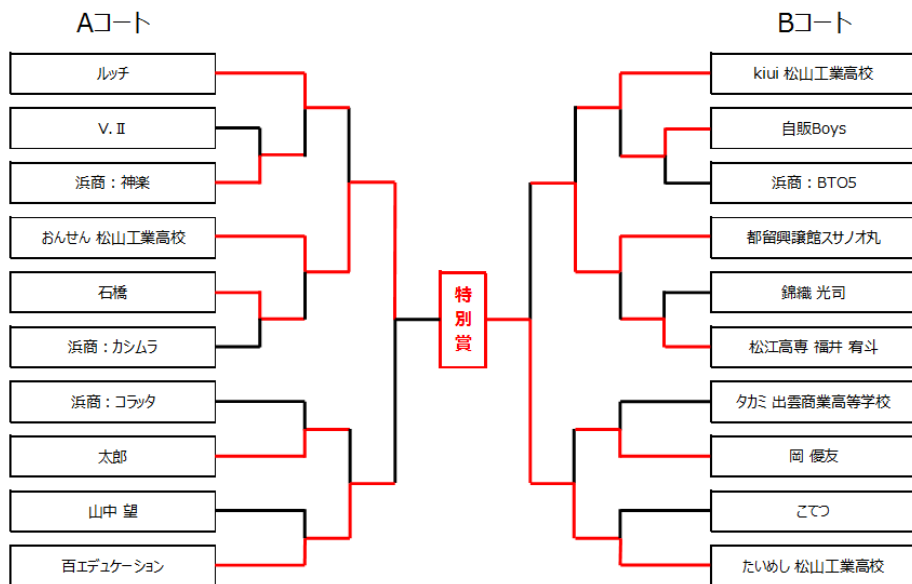 Aコート
Bコート
ルッチ
V.Ⅱ
浜商：神楽
おんせん 松山工業高校
石橋
浜商：カシムラ
浜商：コラッタ
太郎
山中 望
百エデュケーション
特別賞
kiui 松山工業高校
自販Boys
浜商：BTO5
都留興譲館スサノオ丸
錦織 光司
松江高専 福井 宥斗
タカミ 出雲商業高等学校
岡 優友
こてつ
たいめし 松山工業高校